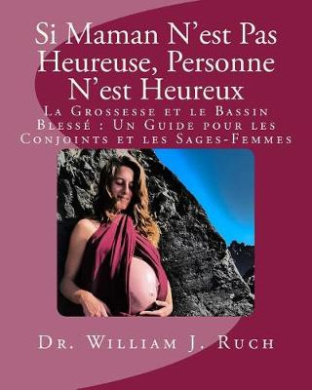 Si Maman N'est Pas
Heureuse, Personne
N'est Heureux
La Grossesse et le Bassin
Blessé : Un Guide pour les
Conjoints et les Sages-Femmes
Dr. William J. Ruch